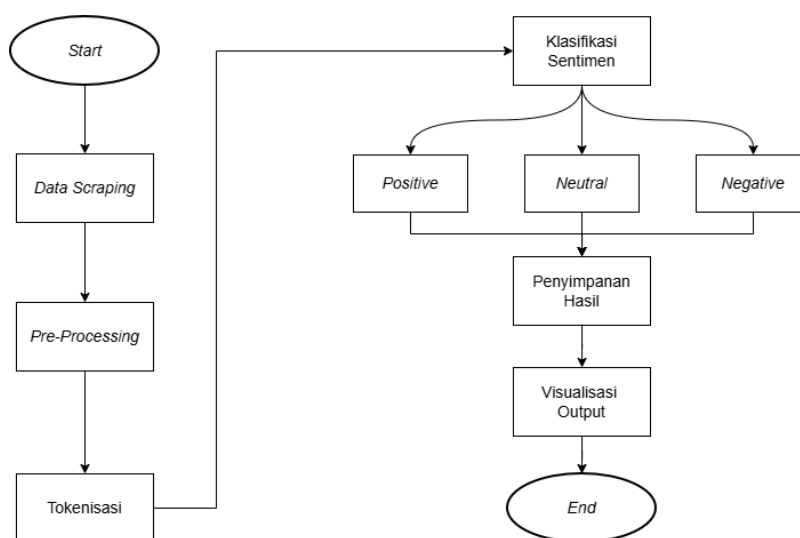 Start
Data Scraping
Pre-Processing
Tokenisasi
Klasifikasi
Sentimen
Positive
Neutral
Negative
Penyimpanan
Hasil
Visualisasi
Output
End